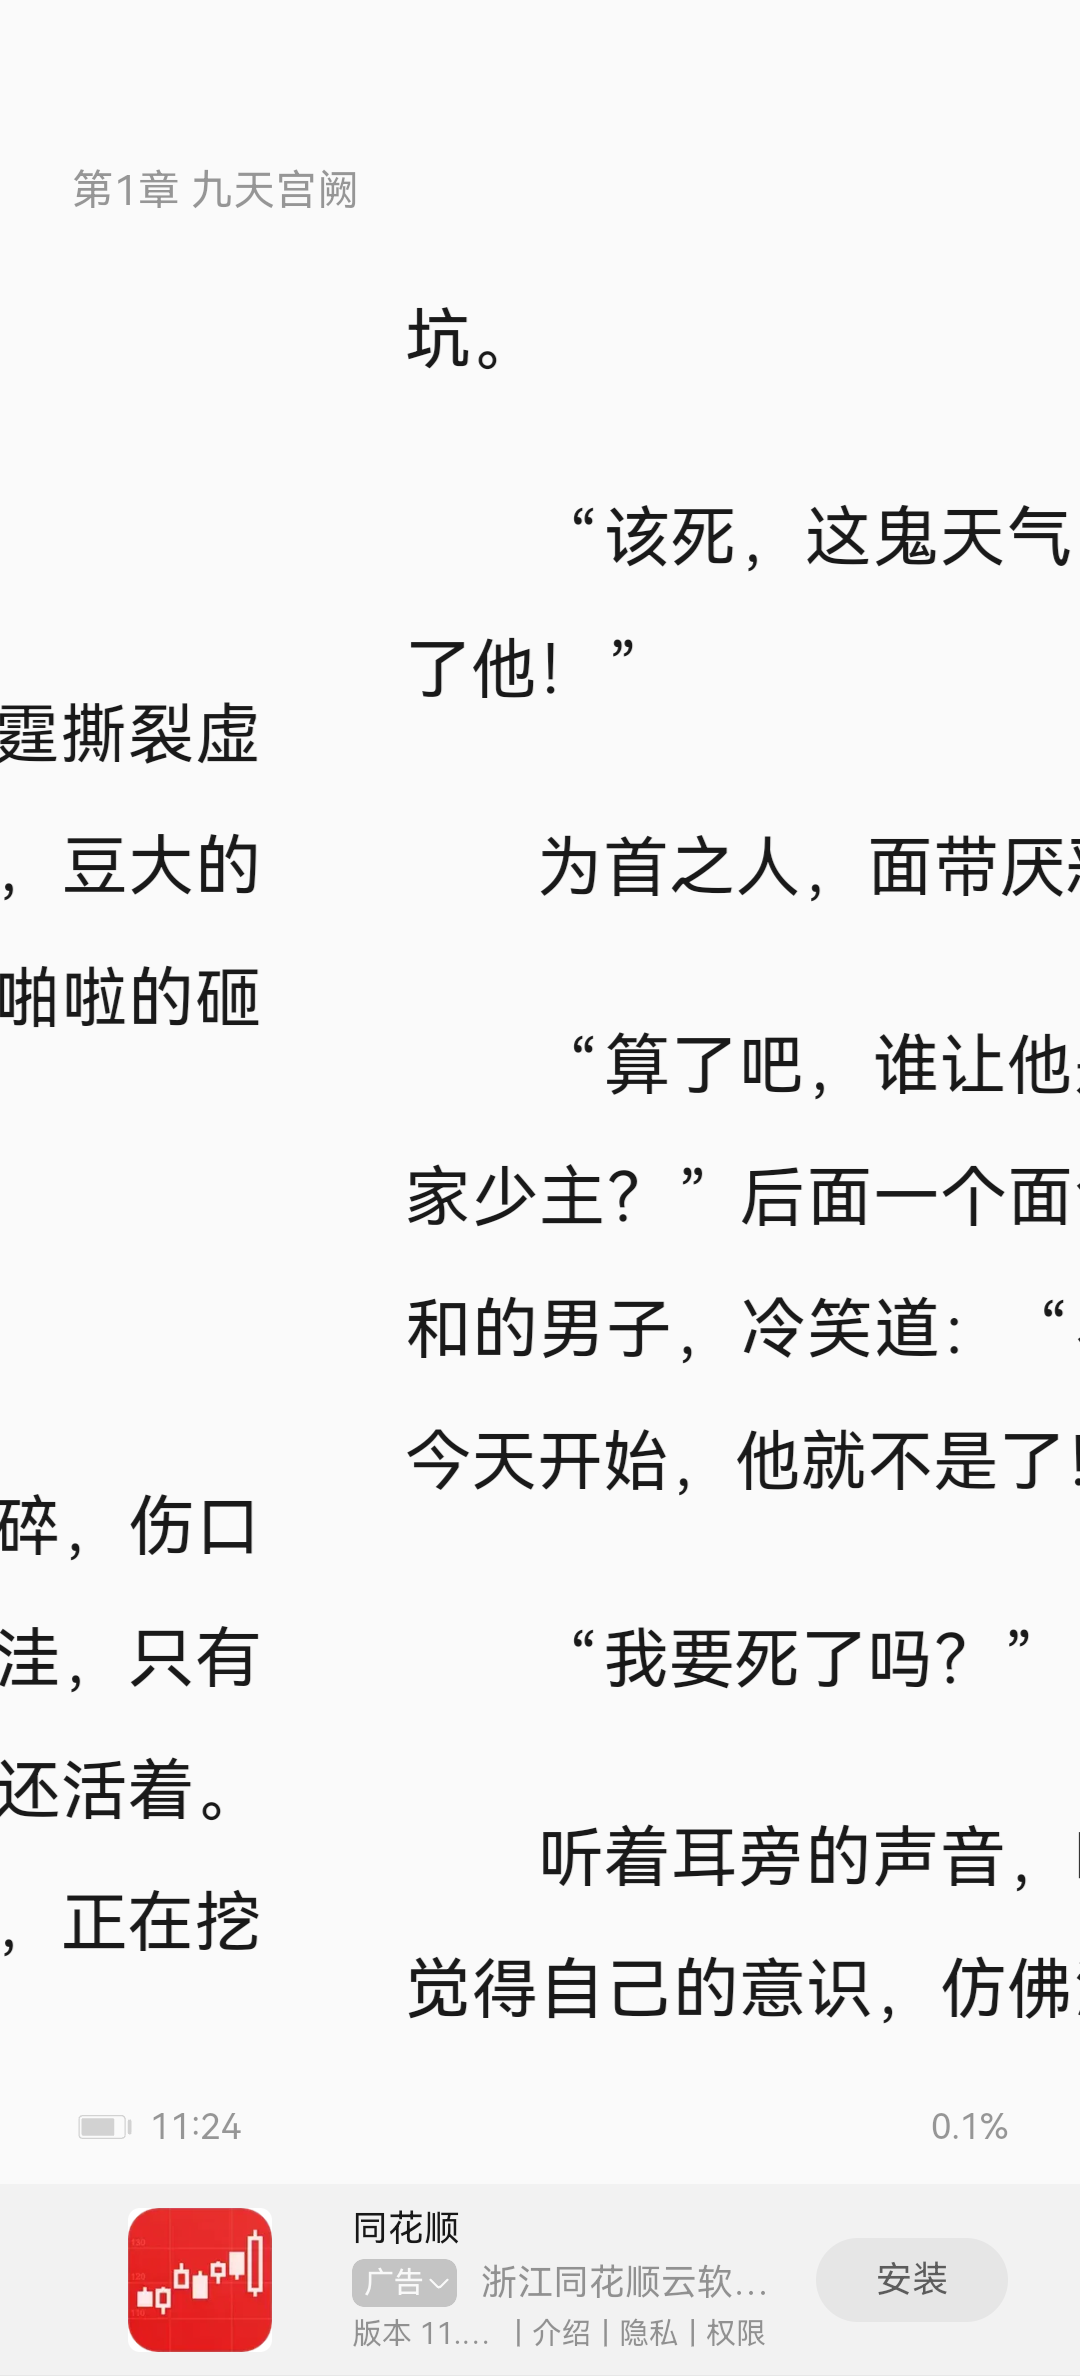 第1章 九天宫阙
霆撕裂虚
，豆大的
啪啦的砸
碎，伤口
洼，只有
还活着。
，正在挖
坑。
“该死，这鬼天气
了他！”
为首之人，面带厌
“算了吧，谁让他
家少主？”后面一个面
和的男子，冷笑道：“
今天开始，他就不是了！
“我要死了吗？”
听着耳旁的声音，
觉得自己的意识，仿佛
11:24
0.1%
同花顺
广告 浙江同花顺云软...
版本 11.... | 介绍 | 隐私 | 权限
安装